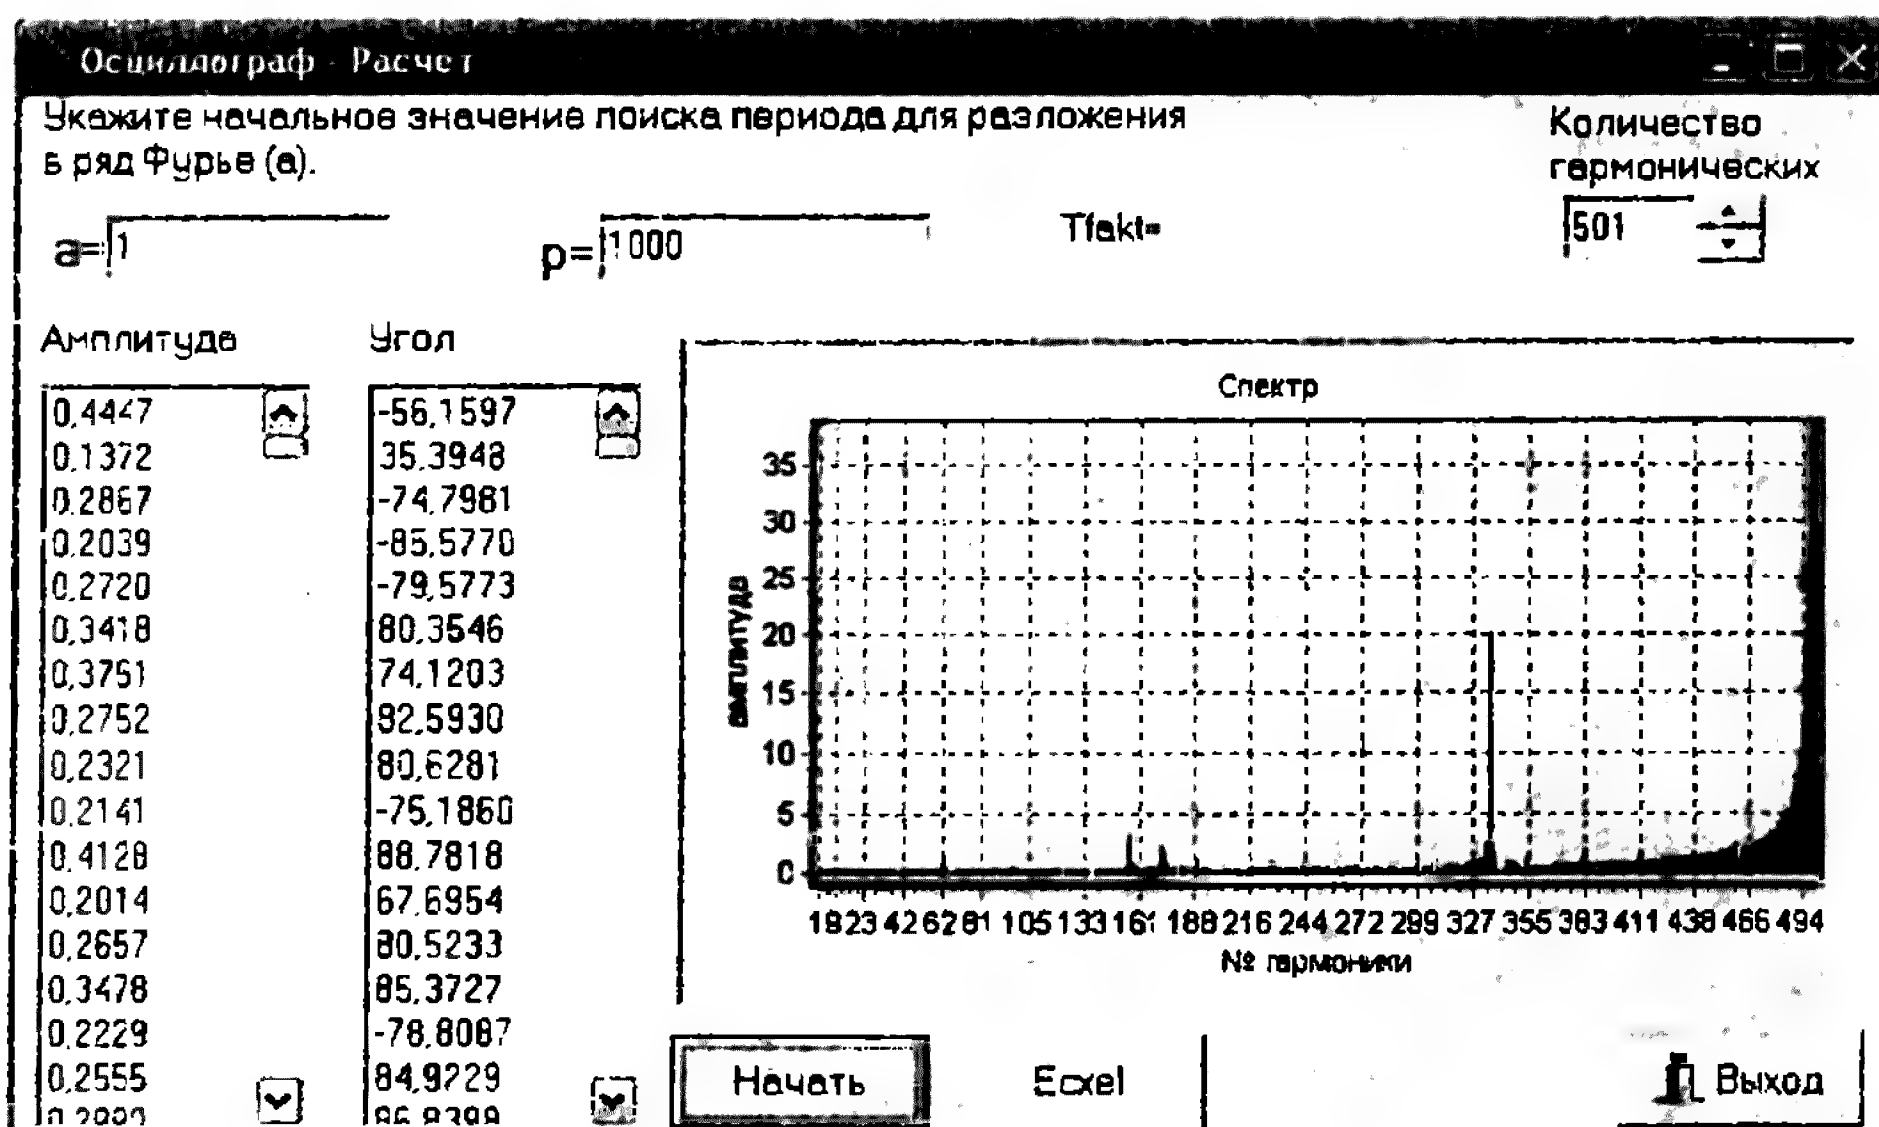 Осциллограф - Расчет
Укажите начальное значение поиска периода для разложения
в ряд Фурье (а).
Количество
гармонических
a= 1
p= 1000
Tfakt=
501
Амплитуда
Угол
0,4447 -56,1597
0,1372 35,3948
0,2867 -74,7981
0,2039 -85,5770
0,2720 -79,5773
0,3418 80,3546
0,3751 74,1203
0,2752 82,5930
0,2321 80,6281
0,2141 -75,1860
0,4128 88,7818
0,2014 67,6954
0,2657 80,5233
0,3478 85,3727
0,2229 -78,8087
0,2555 84,9229
Спектр
амплитуда
35
30
25
20
15
10
5
0
1 9 23 42 62 81 105 133 161 188 216 244 272 299 327 355 383 411 438 466 494
№ гармоники
Начать
Ecxel
Выход